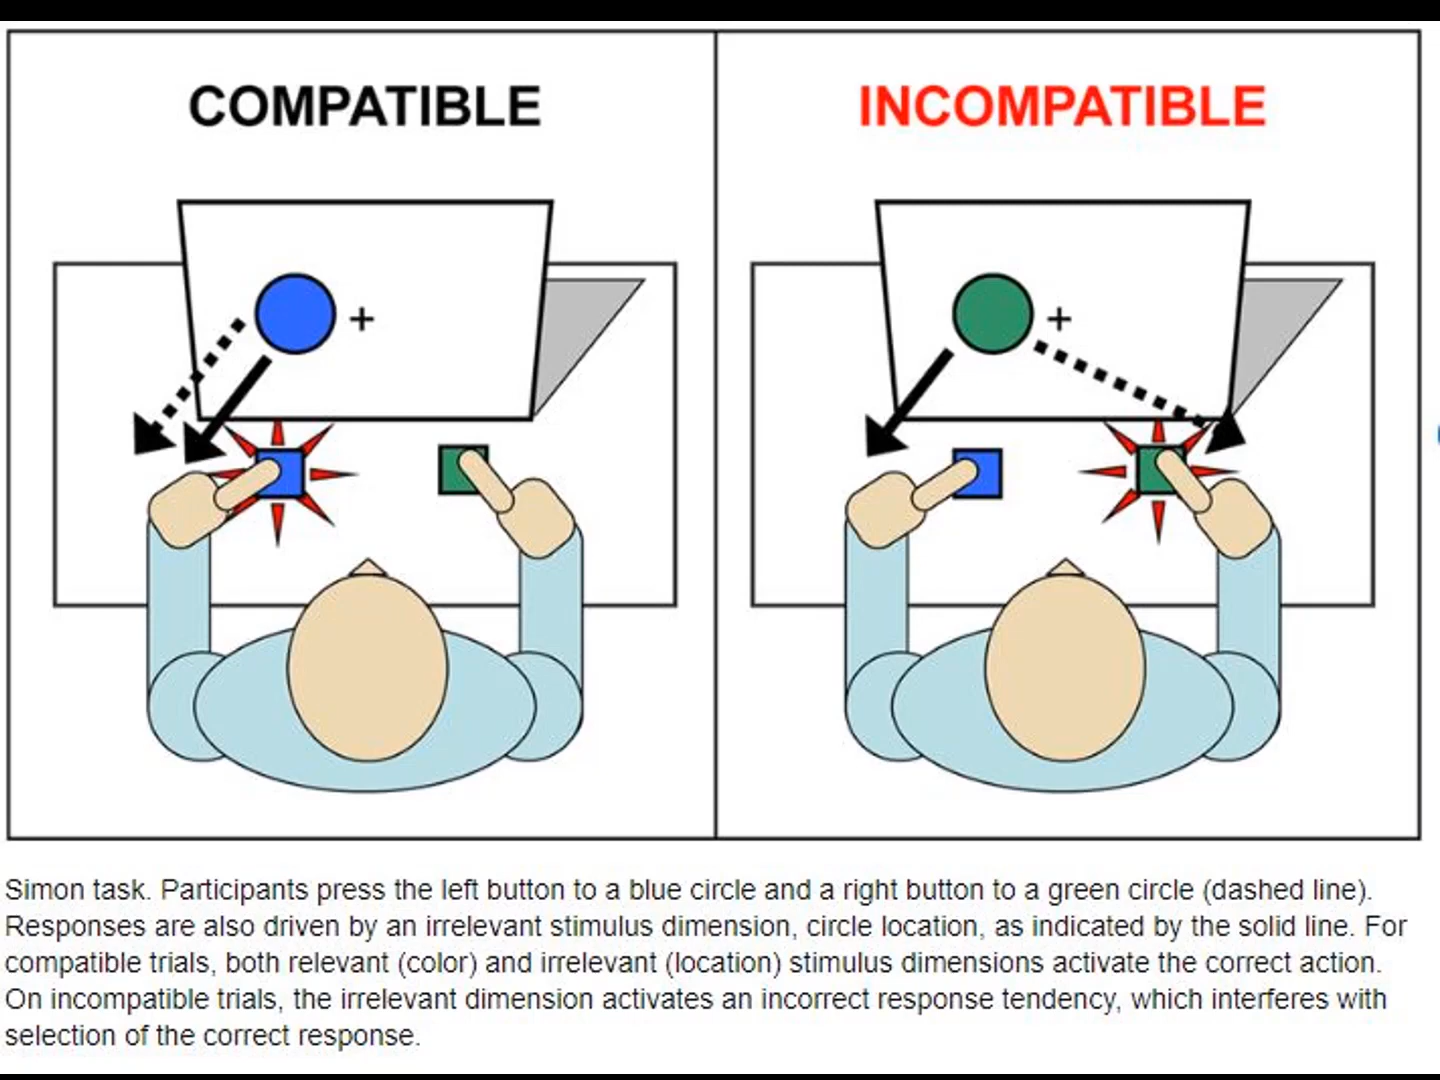 COMPATIBLE
INCOMPATIBLE
Simon task. Participants press the left button to a blue circle and a right button to a green circle (dashed line).
Responses are also driven by an irrelevant stimulus dimension, circle location, as indicated by the solid line. For
compatible trials, both relevant (color) and irrelevant (location) stimulus dimensions activate the correct action.
On incompatible trials, the irrelevant dimension activates an incorrect response tendency, which interferes with
selection of the correct response.